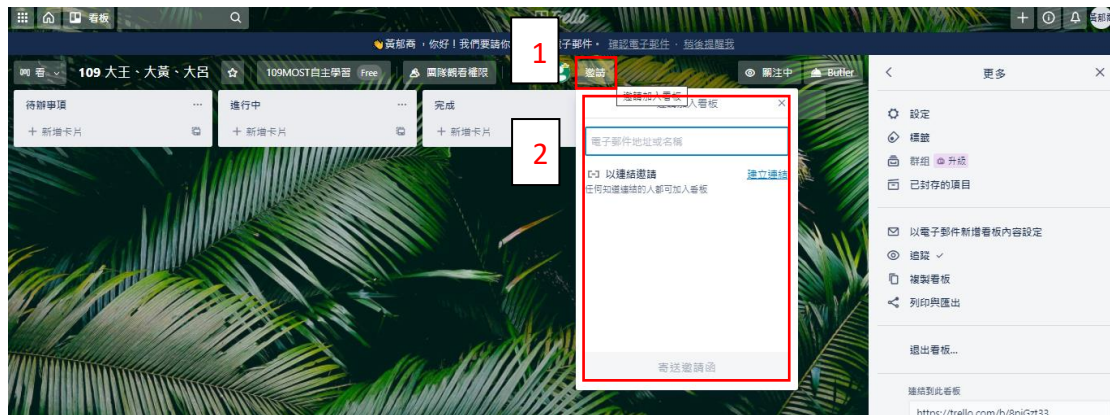 看板
Trello
1
黃郁商，你好！我們要請你
子郵件。 確認電子郵件 · 稍後提醒我
看
109 大王、大黃、大呂
109MOST自主學習 Free
團隊觀看權限
邀請
關注中
Butler
更多
待辦事項 ...
進行中 ...
完成
+ 新增卡片
+ 新增卡片
+ 新增卡片
邀請加入看板
入看板
2
電子郵件地址或名稱
以連結邀請 建立連結
任何知道連結的人都可加入看板
寄送邀請函
設定
標籤
群組 升級
已封存的項目
以電子郵件新增看板內容設定
追蹤
複製看板
列印與匯出
退出看板...
連結到此看板